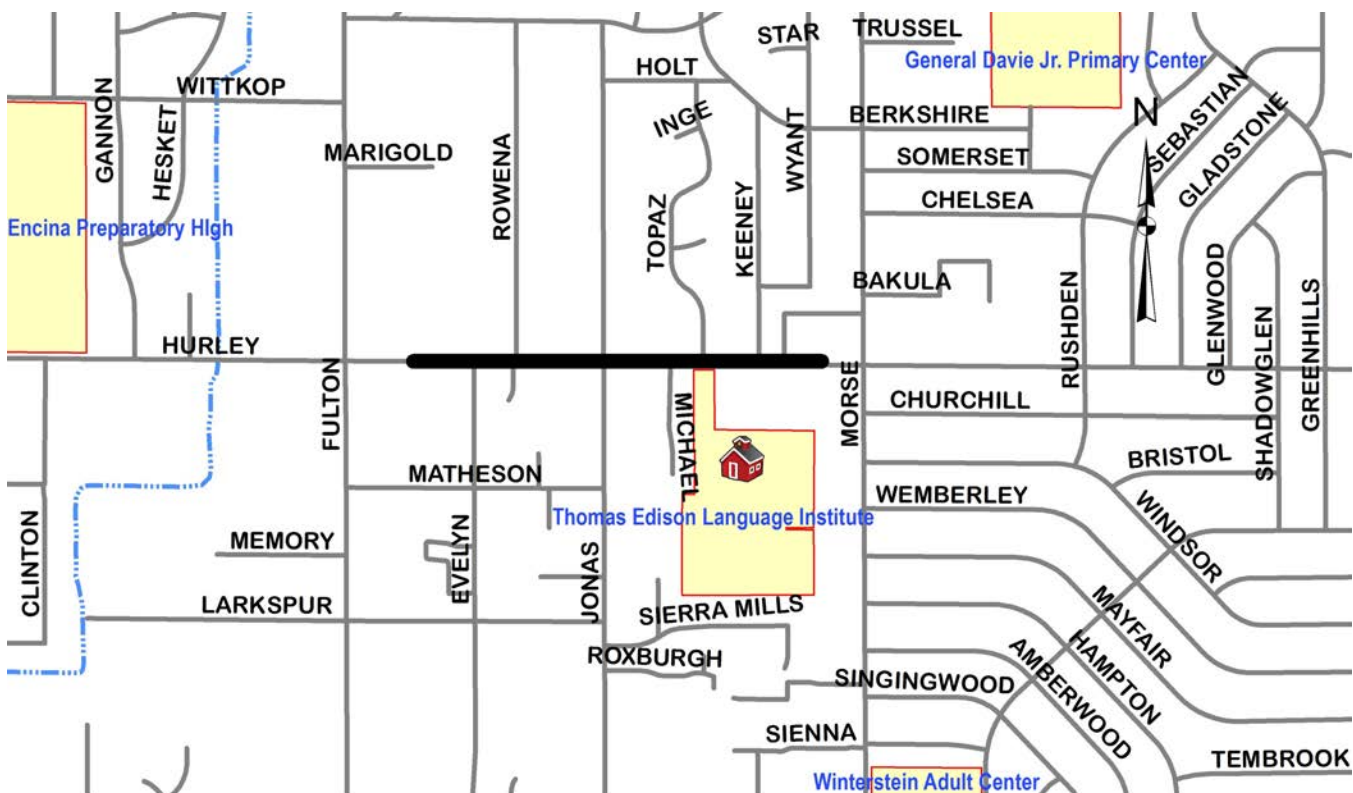 STAR
TRUSSEL
General Davie Jr. Primary Center
HOLT
WITTKOP
GANNON
HESKET
INGE
BERKSHIRE
N
SEBASTIAN
GLADSTONE
MARIGOLD
ROWENA
WYANT
SOMERSET
CHELSEA
Encina Preparatory HIgh
TOPAZ
KEENEY
BAKULA
RUSHDEN
GLENWOOD
SHADOWGLEN
GREENHILLS
HURLEY
FULTON
MICHAEL
MORSE
CHURCHILL
BRISTOL
MATHESON
WEMBERLEY
WINDSOR
Thomas Edison Language Institute
CLINTON
MEMORY
EVELYN
JONAS
LARKSPUR
SIERRA MILLS
MAYFAIR
HAMPTON
AMBERWOOD
ROXBURGH
SINGINGWOOD
SIENNA
TEMBROOK
Winterstein Adult Center